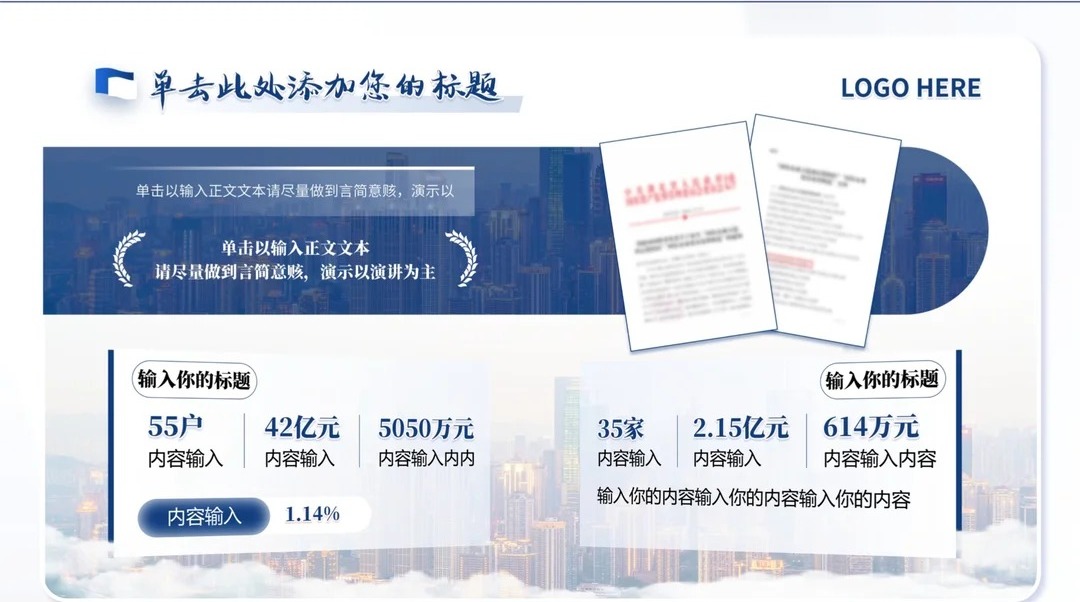 单击此处添加您的标题
LOGO HERE
单击以输入正文文本请尽量做到言简意赅，演示以
单击以输入正文文本
请尽量做到言简意赅，演示以演讲为主
输入你的标题
55户
内容输入
42亿元
内容输入
5050万元
内容输入内内
内容输入
1.14%
输入你的标题
35家
内容输入
2.15亿元
内容输入
614万元
内容输入内容
输入你的内容输入你的内容输入你的内容